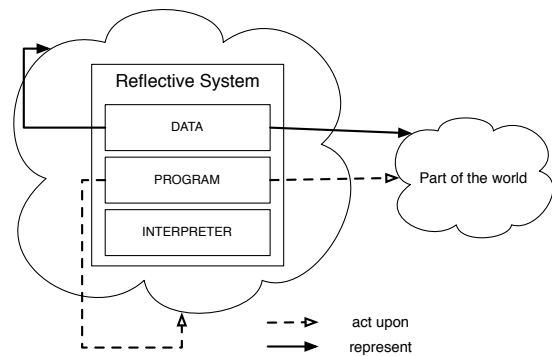 Reflective System
DATA
PROGRAM
INTERPRETER
Part of the world
act upon
represent